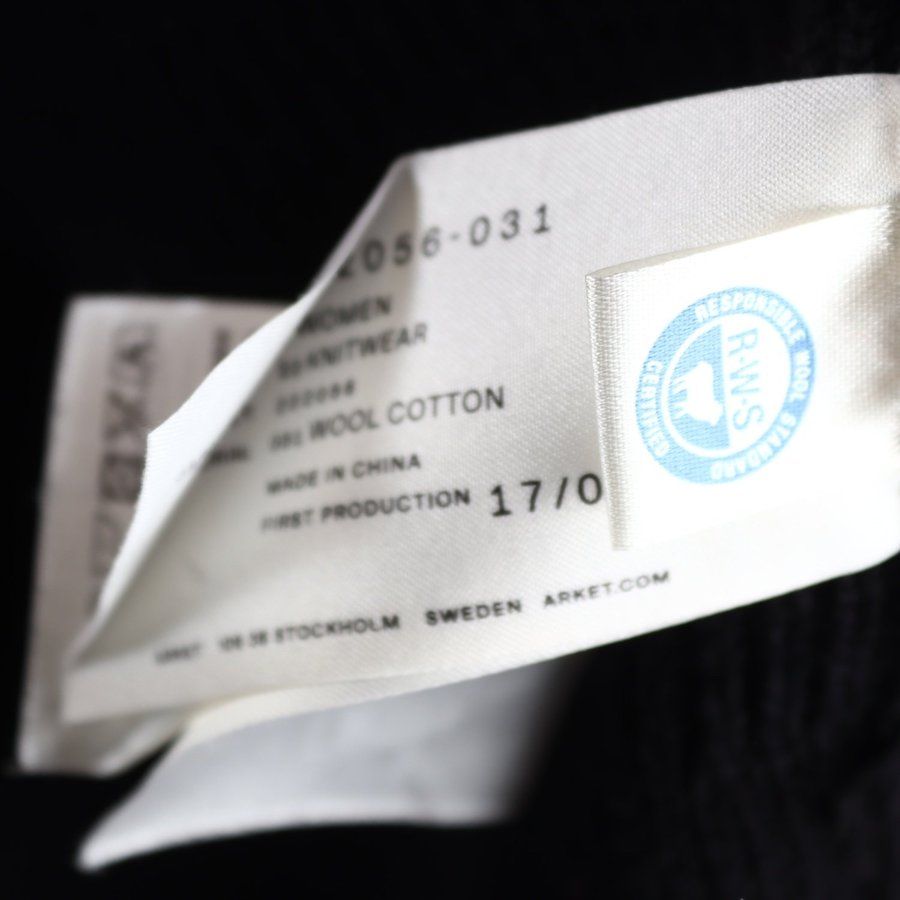 2056-031
WOMEN
KNITWEAR
WOOL COTTON
MADE IN CHINA
FIRST PRODUCTION 17/0
STOCKHOLM SWEDEN ARKET.COM
RESPONSIBLE WOOL STANDARD
CERTIFIED
R·W·S